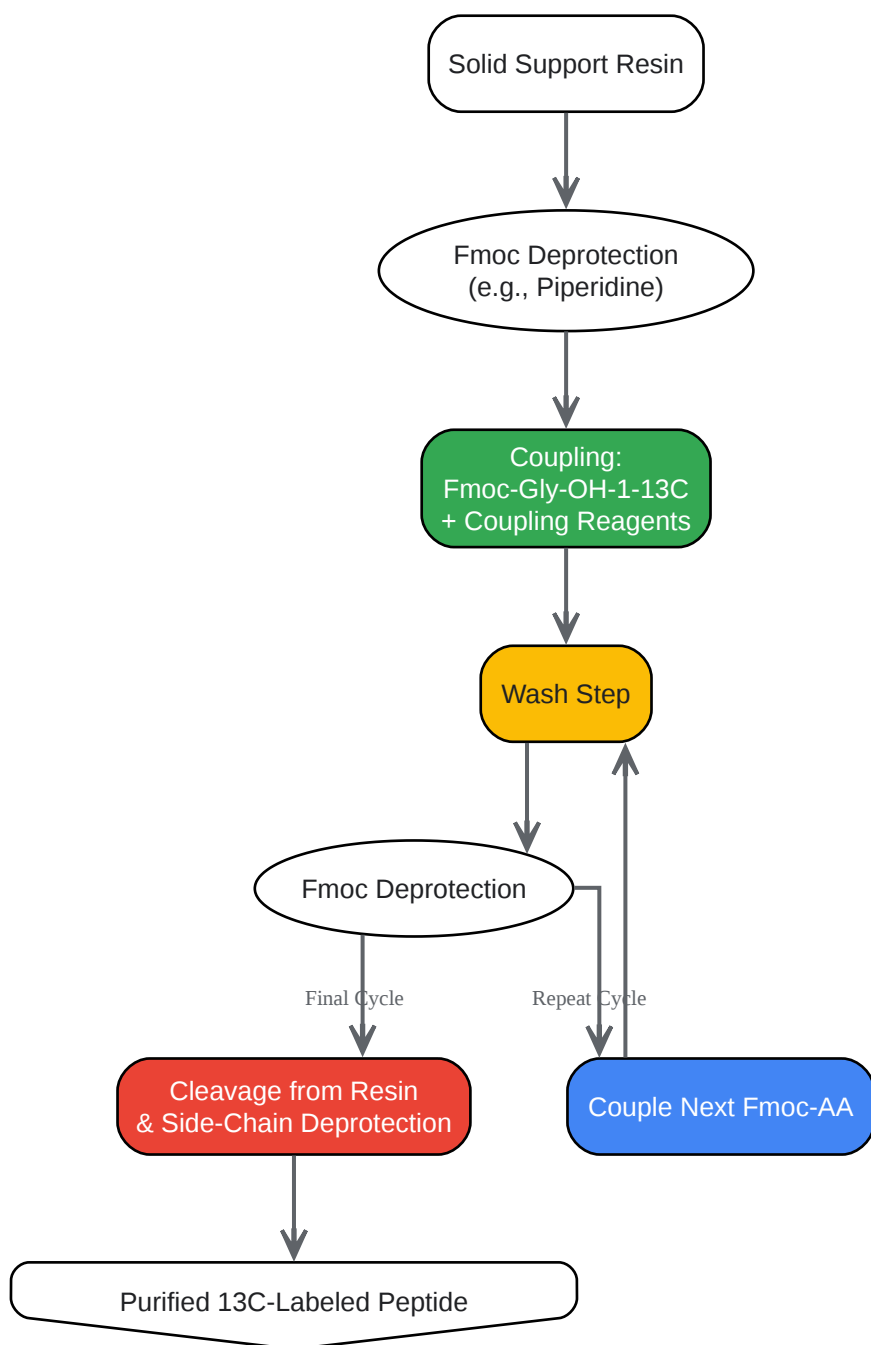 Solid Support Resin
Fmoc Deprotection
(e.g., Piperidine)
Coupling:
Fmoc-Gly-OH-1-13C
+ Coupling Reagents
Wash Step
Fmoc Deprotection
Final Cycle
Repeat Cycle
Cleavage from Resin
& Side-Chain Deprotection
Couple Next Fmoc-AA
Purified 13C-Labeled Peptide